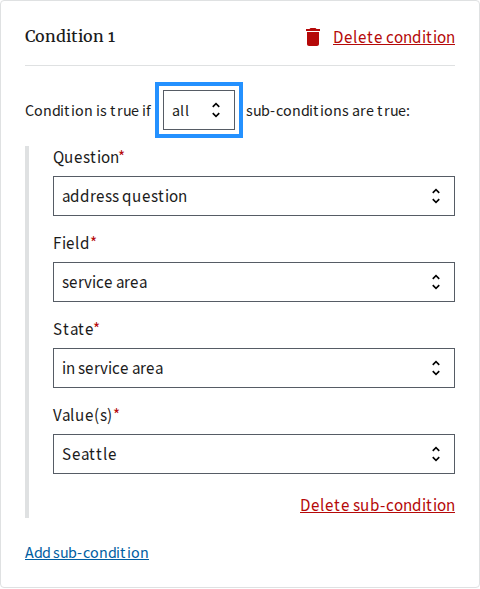 Condition 1 Delete condition
Condition is true if all sub-conditions are true:
Question*
address question
Field*
service area
State*
in service area
Value(s)*
Seattle
Delete sub-condition
Add sub-condition